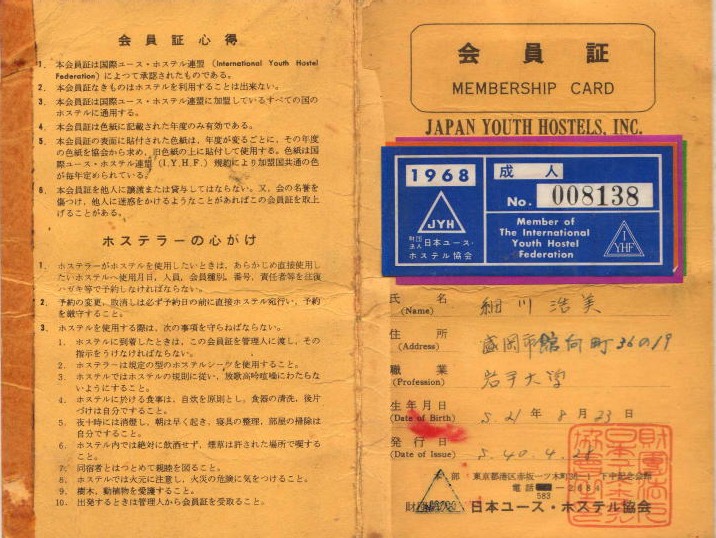 会員証心得
1. 本会員証は国際ユース・ホステル連盟 (International Youth Hostel
Federation) によつて承認されたものである。
2. 本会員証なきものはホステルを利用することは出来ない。
3. 本会員証は国際ユース・ホステル連盟に加盟しているすべての国の
ホステルに通用する。
4. 本会員証は色紙に記載された年度のみ有効である。
5. 本会員証の表面に貼付された色紙は、年度が変るごとに、その年度
の色紙を協会から求め、旧色紙の上に貼付して使用する。色紙は国
際ユース・ホステル連盟 (I.Y.H.F.) 規約により加盟国共通の色
が毎年定められている。
6. 本会員証を他人に譲渡または貸与してはならない。又、会の名誉を
傷つけ、他人に迷惑をかけるようなことがあればこの会員証を取上
げることがある。
ホステラーの心がけ
1. ホステラーがホステルを使用したいときは、あらかじめ直接使用し
たいホステルへ使用月日、人員、会員種別、番号、責任者等を往復
ハガキ等で予約しなければならない。
2. 予約の変更、取消しは必ず予約日の前に直接ホステル宛行い、予約
を厳守すること。
3. ホステルを使用する際は、次の事項を守らねばならない。
1. ホステルに到着したときは、この会員証を管理人に渡し、その
指示をうけなければならない。
2. ホステラーは規定の型のホステルシーツを使用すること。
3. ホステルではホステルの規則に従い、放歌高吟喧噪にわたらな
いようにすること。
4. ホステルに於ける食事は、自炊を原則とし、食器の清洗、後片
づけは自分ですること。
5. 夜十時には消燈し、朝は早く起き、寝具の整理、部屋の掃除は
自分ですること。
6. ホステル内では絶対に飲酒せず、煙草は許された場所で喫する
こと。
7. 同宿者とはつとめて親睦を図ること。
8. ホステルでは火元に注意し、火災の危険に気をつけること。
9. 樹木、動植物を愛護すること。
10. 出発するときは管理人から会員証を受取ること。
会員証
MEMBERSHIP CARD
JAPAN YOUTH HOSTELS, INC.
1968
成人
No. 008138
JYH
財団法人 日本ユース・
ホステル協会
Member of
The International
Youth Hostel
Federation
I
YHF
氏名
(Name)
細川浩美
住所
(Address)
盛岡市館向町36の19
職業
(Profession)
岩手大学
生年月日
(Date of Birth)
S.21年8月23日
発行日
(Date of Issue)
S.40.4.28
部 東京都港区赤坂一ツ木町36-1 下中記念会館
電話
583
日本ユース・ホステル協会